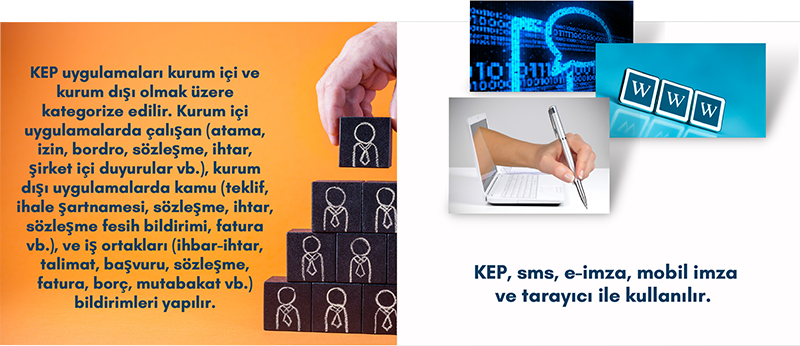 KEP uygulamaları kurum içi ve
kurum dışı olmak üzere
kategorize edilir. Kurum içi
uygulamalarda çalışan (atama,
izin, bordro, sözleşme, ihtar,
şirket içi duyurular vb.), kurum
dışı uygulamalarda kamu (teklif,
ihale şartnamesi, sözleşme, ihtar,
sözleşme fesih bildirimi, fatura
vb.), ve iş ortakları (ihbar-ihtar,
talimat, başvuru, sözleşme,
fatura, borç, mutabakat vb.)
bildirimleri yapılır.
W W W
KEP, sms, e-imza, mobil imza
ve tarayıcı ile kullanılır.